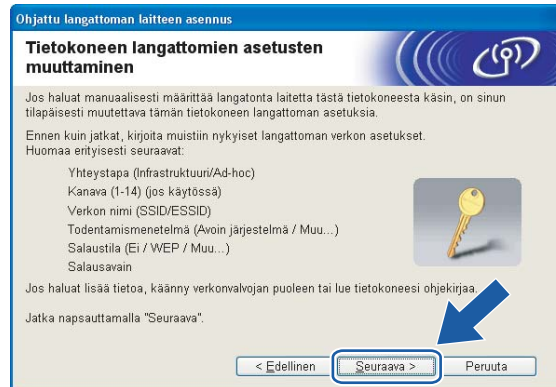 Ohjattu langattoman laitteen asennus
Tietokoneen langattomien asetusten
muuttaminen
Jos haluat manuaalisesti määrittää langatonta laitetta tästä tietokoneesta käsin, on sinun
tilapäisesti muutettava tämän tietokoneen langattoman asetuksia.
Ennen kuin jatkat, kirjoita muistiin nykyiset langattoman verkon asetukset.
Huomaa erityisesti seuraavat:
Yhteystapa (Infrastruktuuri/Ad-hoc)
Kanava (1-14) (jos käytössä)
Verkon nimi (SSID/ESSID)
Todentamismenetelmä (Avoin järjestelmä / Muu...)
Salaustila (Ei / WEP / Muu...)
Salausavain
Jos haluat lisää tietoa, käänny verkonvalvojan puoleen tai lue tietokoneesi ohjekirjaa.
Jatka napsauttamalla "Seuraava".
< Edellinen Seuraava > Peruuta